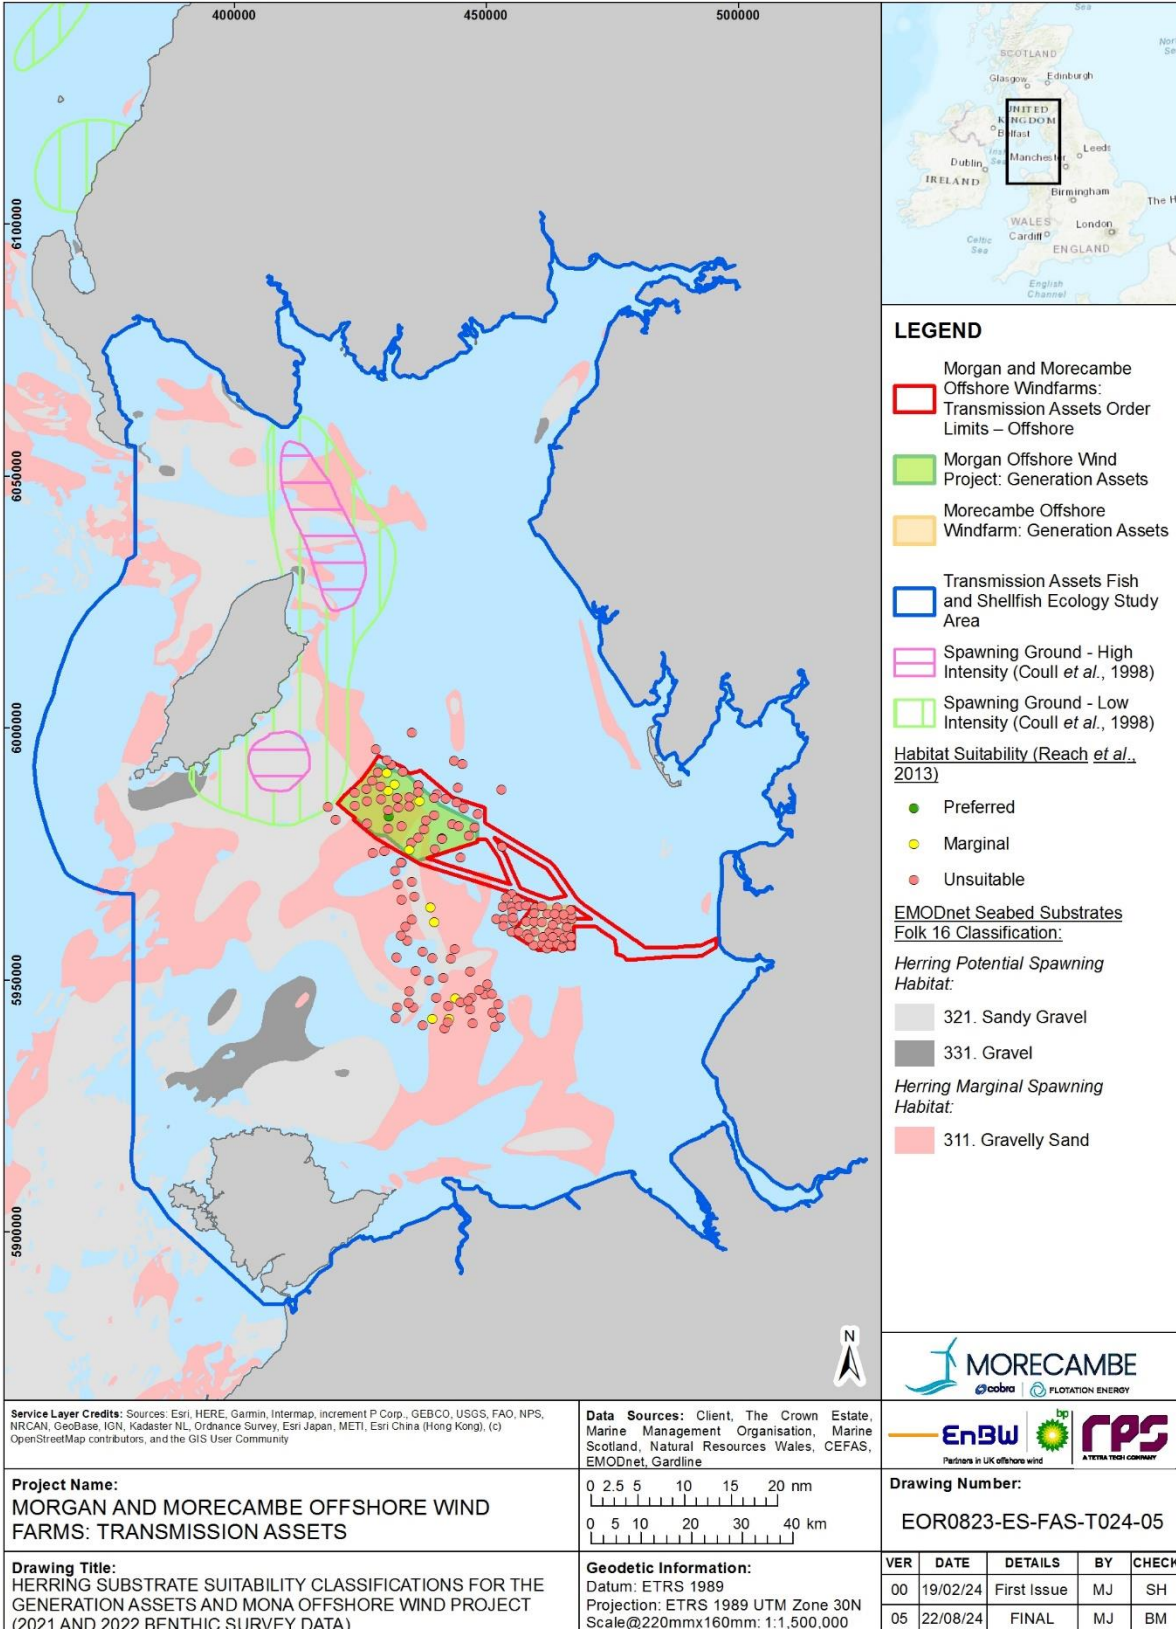 400000
450000
500000
6100000
6050000
6000000
5950000
5900000
N
Sea
SCOTLAND
Glasgow
Edinburgh
UNITED
KINGDOM
Belfast
Leeds
Dublin
Manchester
IRELAND
Birmingham
The H
WALES
London
Cardiff
Celtic
Sea
ENGLAND
English
Channel
LEGEND
Morgan and Morecambe
Offshore Windfarms:
Transmission Assets Order
Limits – Offshore
Morgan Offshore Wind
Project: Generation Assets
Morecambe Offshore
Windfarm: Generation Assets
Transmission Assets Fish
and Shellfish Ecology Study
Area
Spawning Ground - High
Intensity (Coull et al., 1998)
Spawning Ground - Low
Intensity (Coull et al., 1998)
Habitat Suitability (Reach et al.,
2013)
Preferred
Marginal
Unsuitable
EMODnet Seabed Substrates
Folk 16 Classification:
Herring Potential Spawning
Habitat:
321. Sandy Gravel
331. Gravel
Herring Marginal Spawning
Habitat:
311. Gravelly Sand
MORECAMBE
cobra
FLOTATION ENERGY
EnBW
Partners in UK offshore wind
bp
RPS
A TETRA TECH COMPANY
Service Layer Credits: Sources: Esri, HERE, Garmin, Intermap, increment P Corp., GEBCO, USGS, FAO, NPS,
NRCAN, GeoBase, IGN, Kadaster NL, Ordnance Survey, Esri Japan, METI, Esri China (Hong Kong), (c)
OpenStreetMap contributors, and the GIS User Community
Data Sources: Client, The Crown Estate,
Marine Management Organisation, Marine
Scotland, Natural Resources Wales, CEFAS,
EMODnet, Gardline
Project Name:
MORGAN AND MORECAMBE OFFSHORE WIND
FARMS: TRANSMISSION ASSETS
0 2.5 5 10 15 20 nm
0 5 10 20 30 40 km
Drawing Number:
EOR0823-ES-FAS-T024-05
Drawing Title:
HERRING SUBSTRATE SUITABILITY CLASSIFICATIONS FOR THE
GENERATION ASSETS AND MONA OFFSHORE WIND PROJECT
(2021 AND 2022 BENTHIC SURVEY DATA)
Geodetic Information:
Datum: ETRS 1989
Projection: ETRS 1989 UTM Zone 30N
Scale@220mmx160mm: 1:1,500,000
VER DATE DETAILS BY CHECK
00 19/02/24 First Issue MJ SH
05 22/08/24 FINAL MJ BM